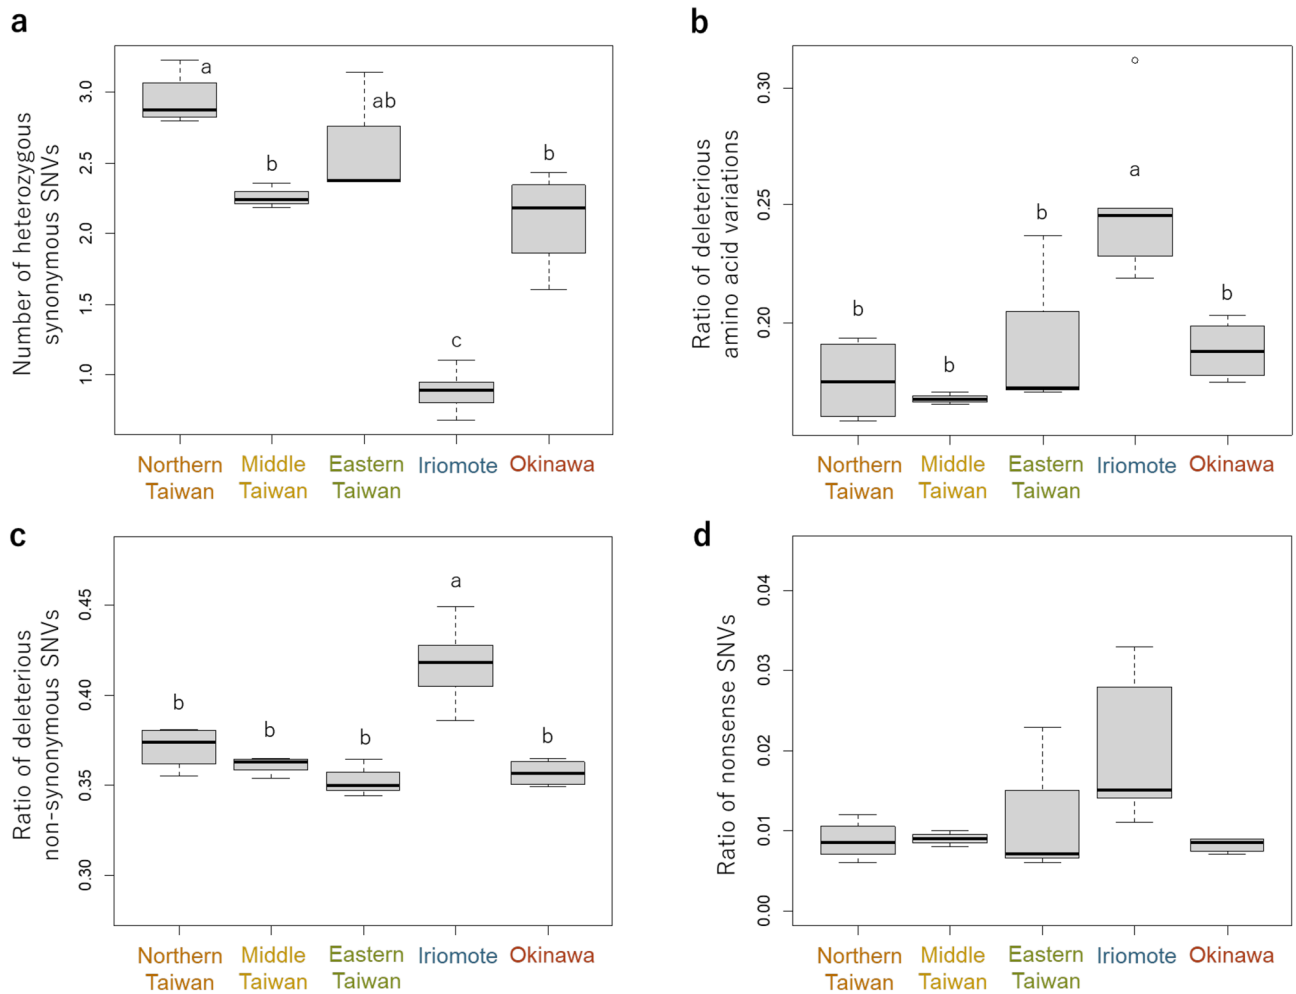 a
Number of heterozygous
synonymous SNVs
3.0
2.5
2.0
1.5
1.0
a
b
ab
c
b
Northern
Taiwan
Middle
Taiwan
Eastern
Taiwan
Iriomote
Okinawa
b
Ratio of deleterious
amino acid variations
0.30
0.25
0.20
b
b
b
a
b
Northern
Taiwan
Middle
Taiwan
Eastern
Taiwan
Iriomote
Okinawa
c
Ratio of deleterious
non-synonymous SNVs
0.45
0.40
0.35
0.30
b
b
b
a
b
Northern
Taiwan
Middle
Taiwan
Eastern
Taiwan
Iriomote
Okinawa
d
Ratio of nonsense SNVs
0.04
0.03
0.02
0.01
0.00
Northern
Taiwan
Middle
Taiwan
Eastern
Taiwan
Iriomote
Okinawa